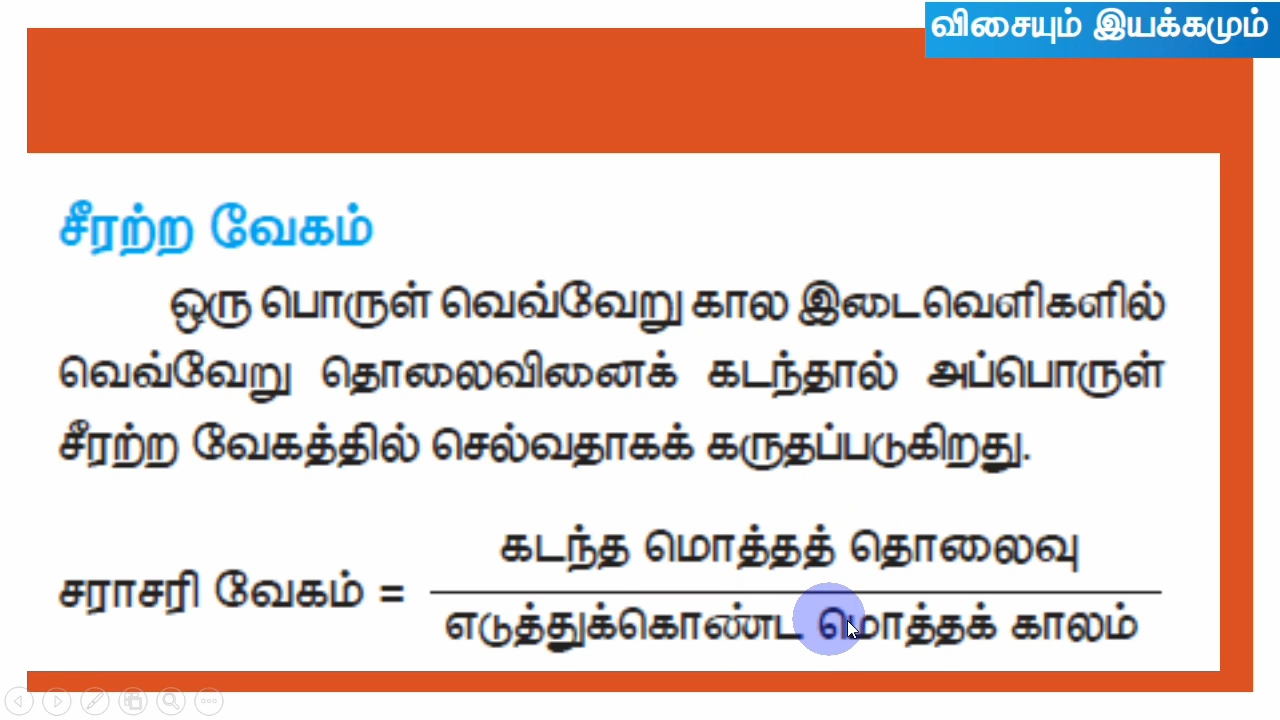 விசையும் இயக்கமும்
சீரற்ற வேகம்
ஒரு பொருள் வெவ்வேறு கால இடைவெளிகளில்
வெவ்வேறு தொலைவினைக் கடந்தால் அப்பொருள்
சீரற்ற வேகத்தில் செல்வதாகக் கருதப்படுகிறது.
கடந்த மொத்தத் தொலைவு
சராசரி வேகம் =
எடுத்துக்கொண்ட மொத்தக் காலம்